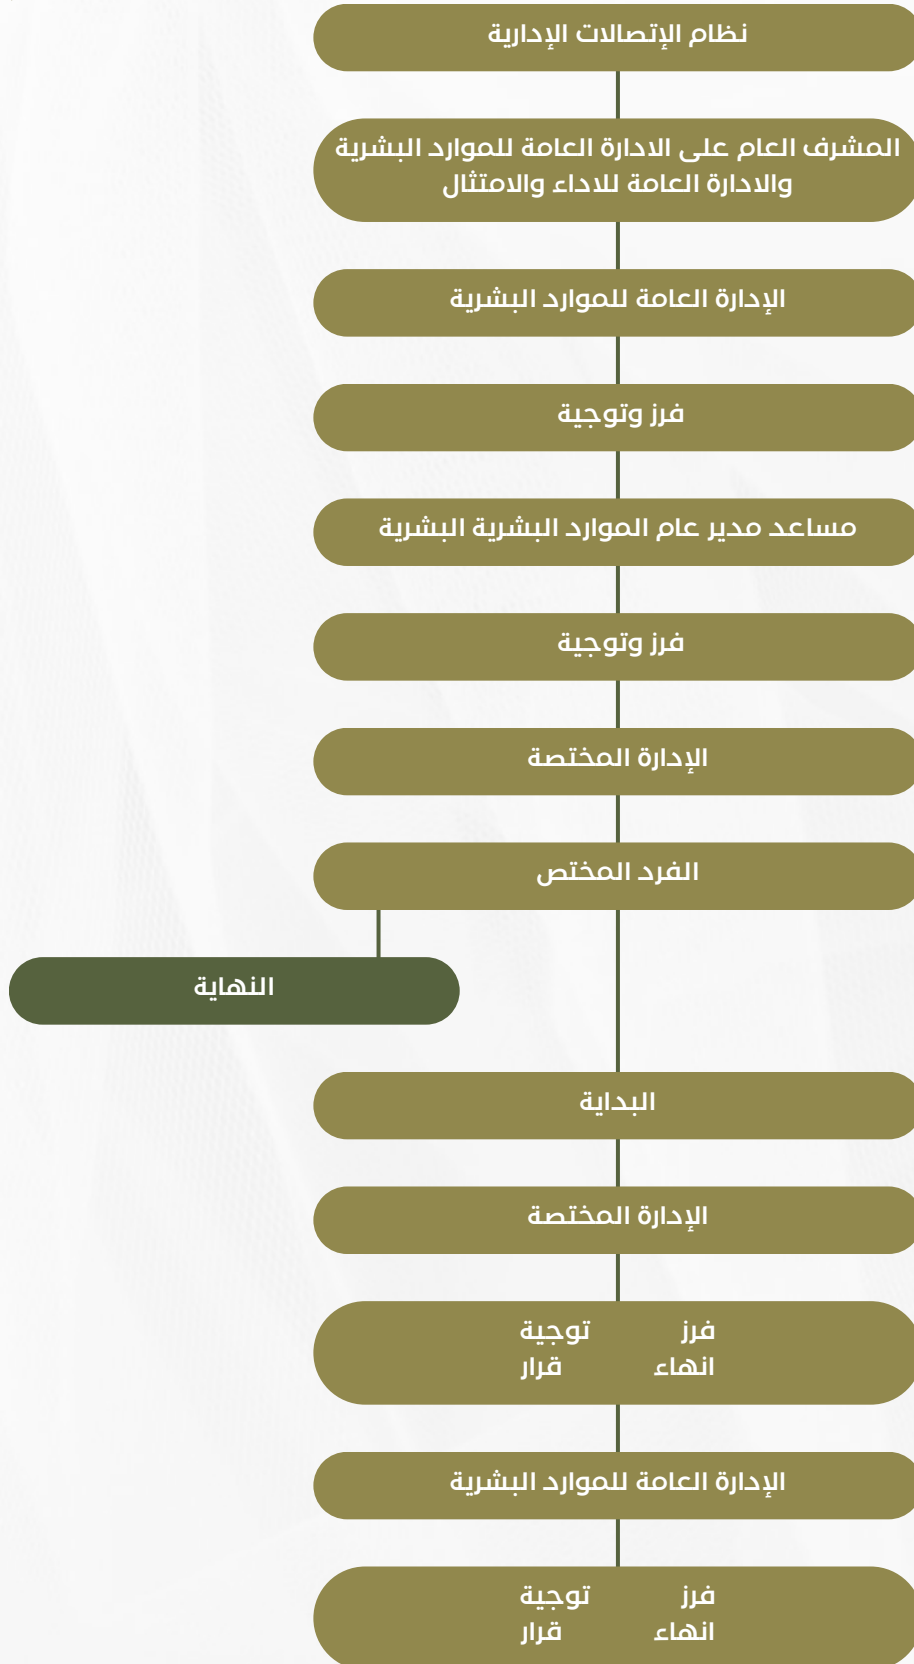 نظام الإتصالات الإدارية
المشرف العام على الادارة العامة للموارد البشرية
والادارة العامة للاداء والامتثال
الإدارة العامة للموارد البشرية
فرز وتوجية
مساعد مدير عام الموارد البشرية البشرية
فرز وتوجية
الإدارة المختصة
الفرد المختص
النهاية
البداية
الإدارة المختصة
فرز توجية
انهاء قرار
الإدارة العامة للموارد البشرية
فرز توجية
انهاء قرار